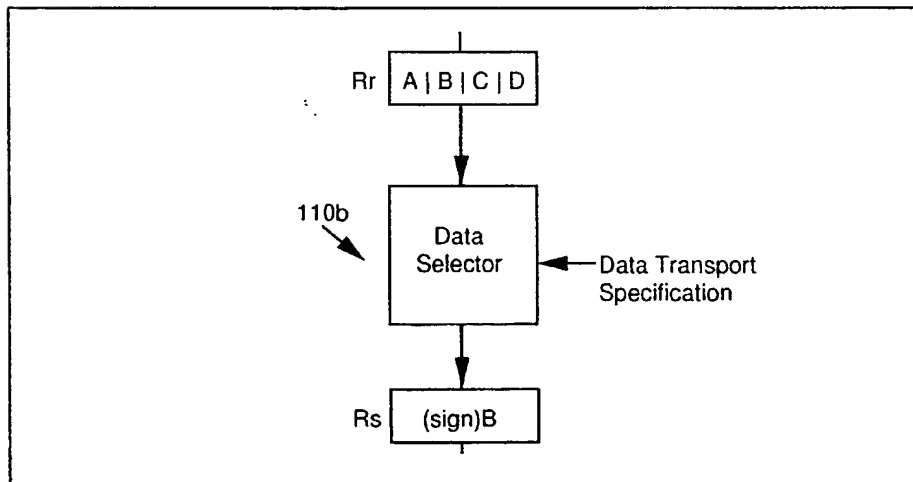 Rr A | B | C | D
110b
Data
Selector
Data Transport
Specification
Rs (sign)B